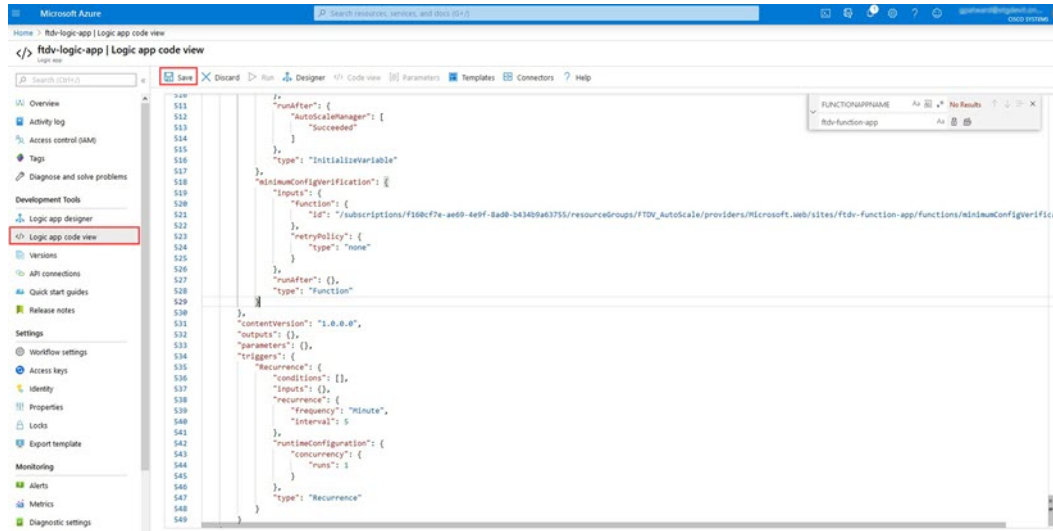 Microsoft Azure
Search resources, services, and docs (G+/)
CISCO SYSTEMS
Home > ftdv-logic-app | Logic app code view
</> ftdv-logic-app | Logic app code view
Logic app
Search (Ctrl+/)
«
Save Discard Run Designer </> Code view Parameters Templates Connectors ? Help
Overview
Activity log
Access control (IAM)
Tags
Diagnose and solve problems
Development Tools
Logic app designer
</> Logic app code view
Versions
API connections
Quick start guides
Release notes
Settings
Workflow settings
Access keys
Identity
Properties
Locks
Export template
Monitoring
Alerts
Metrics
Diagnostic settings
FUNCTIONAPPNAME Aa No Results
ftdv-function-app
510 },
511 "runAfter": {
512 "AutoScaleManager": [
513 "Succeeded"
514 ]
515 },
516 "type": "InitializeVariable"
517 },
518 "minimumConfigVerification": {
519 "inputs": {
520 "function": {
521 "id": "/subscriptions/f160cf7e-ae69-4e9f-8ad0-b434b9a63755/resourceGroups/FTDV_AutoScale/providers/Microsoft.Web/sites/ftdv-function-app/functions/minimumConfigVerific
522 },
523 "retryPolicy": {
524 "type": "none"
525 }
526 },
527 "runAfter": {},
528 "type": "Function"
529 }
530 },
531 "contentVersion": "1.0.0.0",
532 "outputs": {},
533 "parameters": {},
534 "triggers": {
535 "Recurrence": {
536 "conditions": [],
537 "inputs": {},
538 "recurrence": {
539 "frequency": "Minute",
540 "interval": 5
541 },
542 "runtimeConfiguration": {
543 "concurrency": {
544 "runs": 1
545 }
546 },
547 "type": "Recurrence"
548 }
549 }